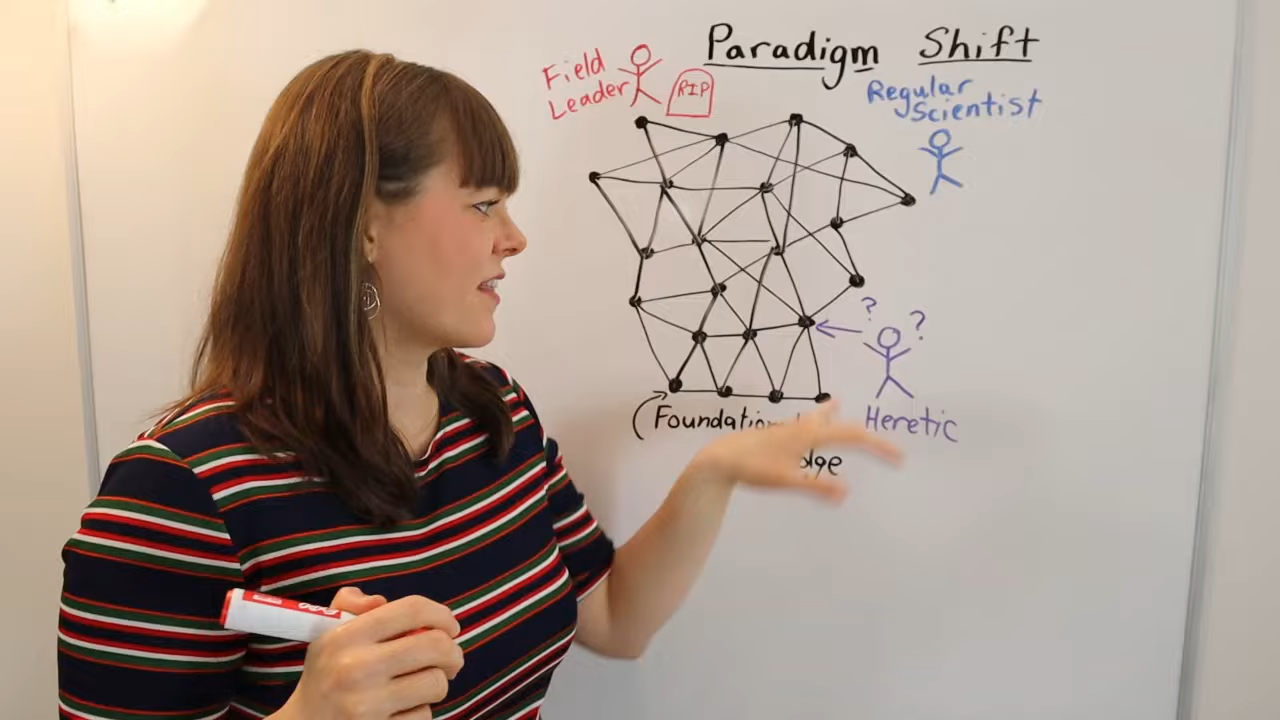 Paradigm Shift
Field
Leader
RIP
Regular
Scientist
? ?
Heretic
Foundation